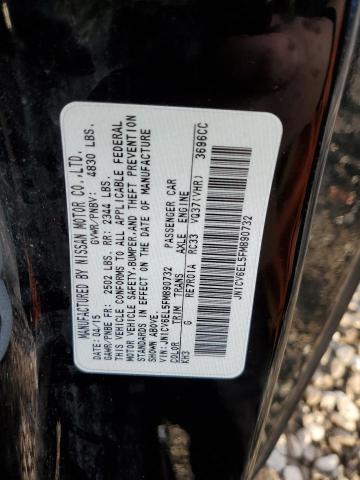 MANUFACTURED BY NISSAN MOTOR CO.,LTD.
DATE: 04/15 GVWR/PNBV: 4830 LBS.
GAWR/PNBE FR: 2502 LBS. RR: 2344 LBS.
THIS VEHICLE CONFORMS TO ALL APPLICABLE FEDERAL
MOTOR VEHICLE SAFETY,BUMPER,AND THEFT PREVENTION
STANDARDS IN EFFECT ON THE DATE OF MANUFACTURE
SHOWN ABOVE.
VIN: JN1CV6EL5FM890732 PASSENGER CAR
COLOR TRIM TRANS AXLE ENGINE
KH3 G RE7R01A RC33 VQ37(VHR) 3696CC
JN1CV6EL5FM890732